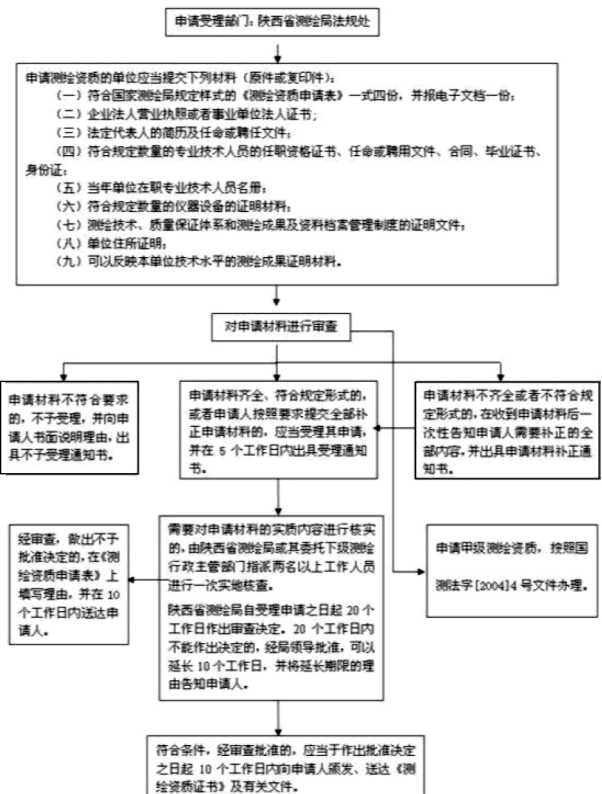 申请受理部门：陕西省测绘局法规处
申请测绘资质的单位应当提交下列材料（原件或复印件）：
（一）符合国家测绘局规定样式的《测绘资质申请表》一式四份，并报电子文档一份；
（二）企业法人营业执照或者事业单位法人证书；
（三）法定代表人的简历及任命或聘任文件；
（四）符合规定数量的专业技术人员的任职资格证书、任命或聘用文件、合同、毕业证书、
身份证；
（五）当年单位在职专业技术人员名册；
（六）符合规定数量的仪器设备的证明材料；
（七）测绘技术、质量保证体系和测绘成果及资料档案管理制度的证明文件；
（八）单位住所证明；
（九）可以反映本单位技术水平的测绘成果证明材料。
对申请材料进行审查
申请材料不符合要求
的，不予受理，并向申
请人书面说明理由，出
具不予受理通知书。
申请材料齐全、符合规定形式的，
或者申请人按照要求提交全部补
正申请材料的，应当受理其申请，
并在 5 个工作日内出具受理通知
书。
申请材料不齐全或者不符合规
定形式的，在收到申请材料后一
次性告知申请人需要补正的全
部内容，并出具申请材料补正通
知书。
经审查，做出不予
批准决定的，在《测
绘资质申请表》上
填写理由，并在 10
个工作日内送达申
请人。
需要对申请材料的实质内容进行核实
的，由陕西省测绘局或其委托下级测绘
行政主管部门指派两名以上工作人员
进行一次实地核查。
陕西省测绘局自受理申请之日起 20 个
工作日作出审查决定。20 个工作日内
不能作出决定的，经局领导批准，可以
延长 10 个工作日，并将延长期限的理
由告知申请人。
申请甲级测绘资质，按照国
测法字[2004]4 号文件办理。
符合条件，经审查批准的，应当于作出批准决定
之日起 10 个工作日内向申请人颁发、送达《测
绘资质证书》及有关文件。